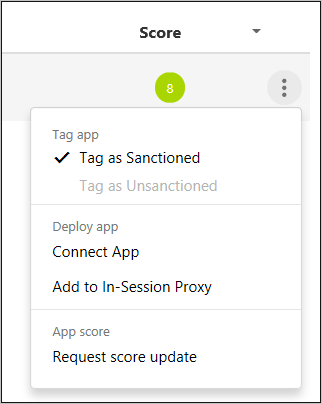 Score
8
Tag app
Tag as Sanctioned
Tag as Unsanctioned
Deploy app
Connect App
Add to In-Session Proxy
App score
Request score update